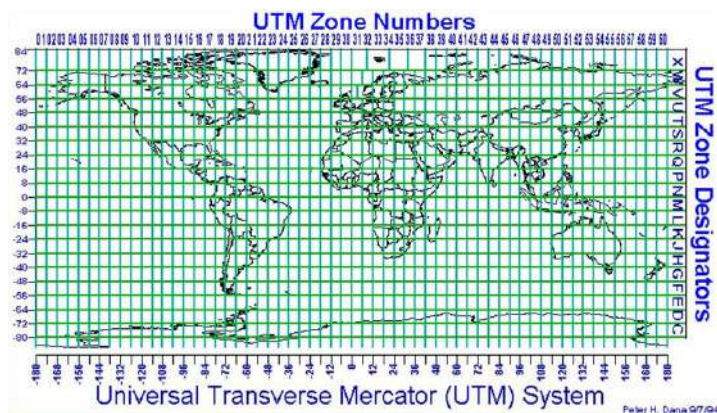 UTM Zone Numbers
01 02 03 04 05 06 07 08 09 10 11 12 13 14 15 16 17 18 19 20 21 22 23 24 25 26 27 28 29 30 31 32 33 34 35 36 37 38 39 40 41 42 43 44 45 46 47 48 49 50 51 52 53 54 55 56 57 58 59 60
84
72
64
56
48
40
32
24
16
8
0
-8
-16
-24
-32
-40
-48
-56
-64
-72
-80
X
W
V
U
T
S
R
Q
P
N
M
L
K
J
H
G
F
E
D
C
UTM Zone Designators
-180 -168 -156 -144 -132 -120 -108 -96 -84 -72 -60 -48 -36 -24 -12 0 12 24 36 48 60 72 84 96 108 120 132 144 156 168 180
Universal Transverse Mercator (UTM) System
Peter H. Dana